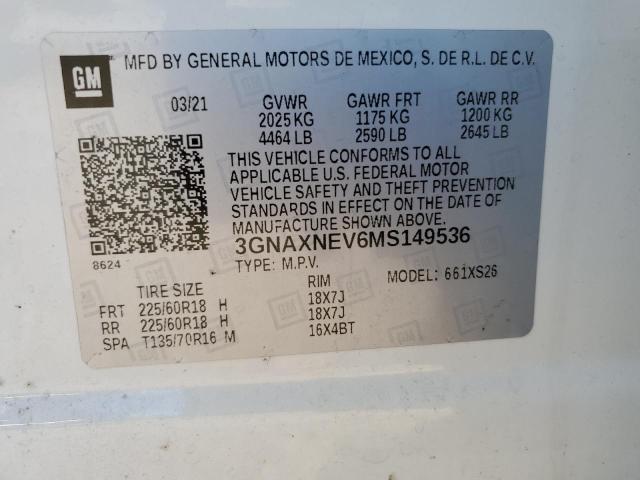 GM MFD BY GENERAL MOTORS DE MEXICO, S. DE R.L. DE C.V.
03/21 GVWR GAWR FRT GAWR RR
2025 KG 1175 KG 1200 KG
4464 LB 2590 LB 2645 LB
THIS VEHICLE CONFORMS TO ALL
APPLICABLE U.S. FEDERAL MOTOR
VEHICLE SAFETY AND THEFT PREVENTION
STANDARDS IN EFFECT ON THE DATE OF
MANUFACTURE SHOWN ABOVE.
3GNAXNEV6MS149536
8624
TYPE: M.P.V. MODEL: 661XS26
TIRE SIZE RIM
FRT 225/60R18 H 18X7J
RR 225/60R18 H 18X7J
SPA T135/70R16 M 16X4BT